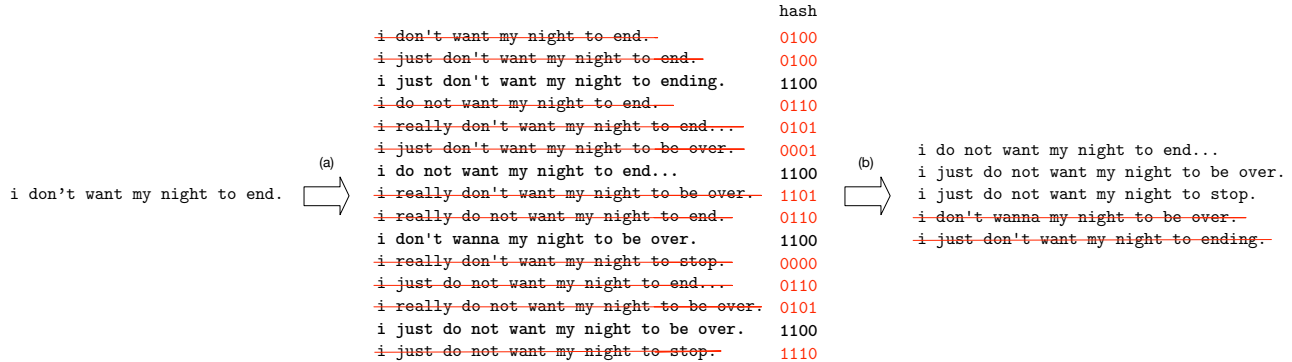 hash
i don't want my night to end. 0100
i just don't want my night to end. 0100
i just don't want my night to ending. 1100
i do not want my night to end. 0110
i really don't want my night to end... 0101
i just don't want my night to be over. 0001
i do not want my night to end... 1100
i really don't want my night to be over. 1101
i really do not want my night to end. 0110
i don't wanna my night to be over. 1100
i really don't want my night to stop. 0000
i just do not want my night to end... 0110
i really do not want my night to be over. 0101
i just do not want my night to be over. 1100
i just do not want my night to stop. 1110
i don’t want my night to end.
(a)
(b)
i do not want my night to end...
i just do not want my night to be over.
i just do not want my night to stop.
i don't wanna my night to be over.
i just don't want my night to ending.